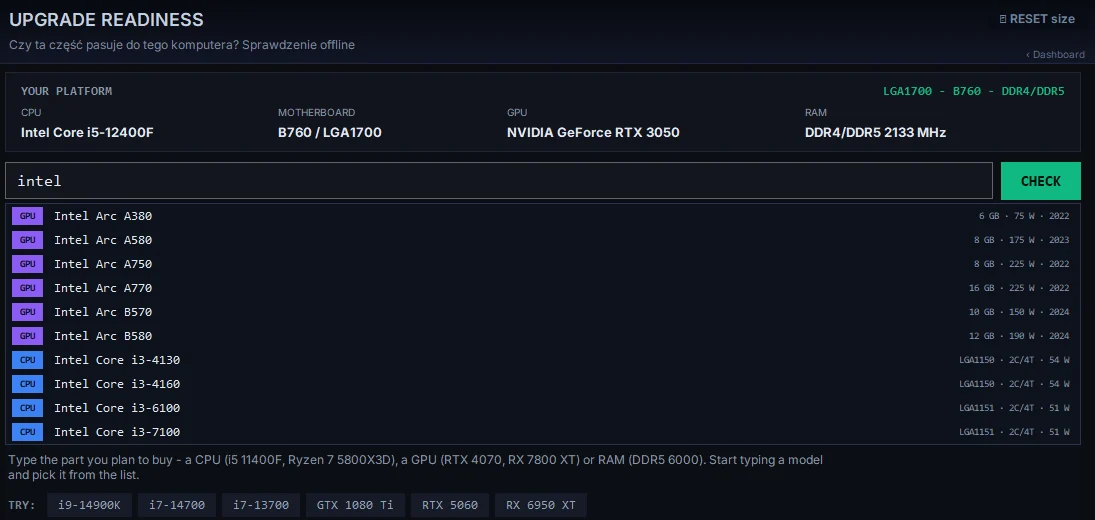 UPGRADE READINESS
RESET size
Czy ta część pasuje do tego komputera? Sprawdzenie offline
‹ Dashboard
YOUR PLATFORM
LGA1700 - B760 - DDR4/DDR5
CPU MOTHERBOARD GPU RAM
Intel Core i5-12400F B760 / LGA1700 NVIDIA GeForce RTX 3050 DDR4/DDR5 2133 MHz
intel
CHECK
GPU Intel Arc A380 6 GB · 75 W · 2022
GPU Intel Arc A580 8 GB · 175 W · 2023
GPU Intel Arc A750 8 GB · 225 W · 2022
GPU Intel Arc A770 16 GB · 225 W · 2022
GPU Intel Arc B570 10 GB · 150 W · 2024
GPU Intel Arc B580 12 GB · 190 W · 2024
CPU Intel Core i3-4130 LGA1150 · 2C/4T · 54 W
CPU Intel Core i3-4160 LGA1150 · 2C/4T · 54 W
CPU Intel Core i3-6100 LGA1151 · 2C/4T · 51 W
CPU Intel Core i3-7100 LGA1151 · 2C/4T · 51 W
Type the part you plan to buy - a CPU (i5 11400F, Ryzen 7 5800X3D), a GPU (RTX 4070, RX 7800 XT) or RAM (DDR5 6000). Start typing a model
and pick it from the list.
TRY: i9-14900K i7-14700 i7-13700 GTX 1080 Ti RTX 5060 RX 6950 XT